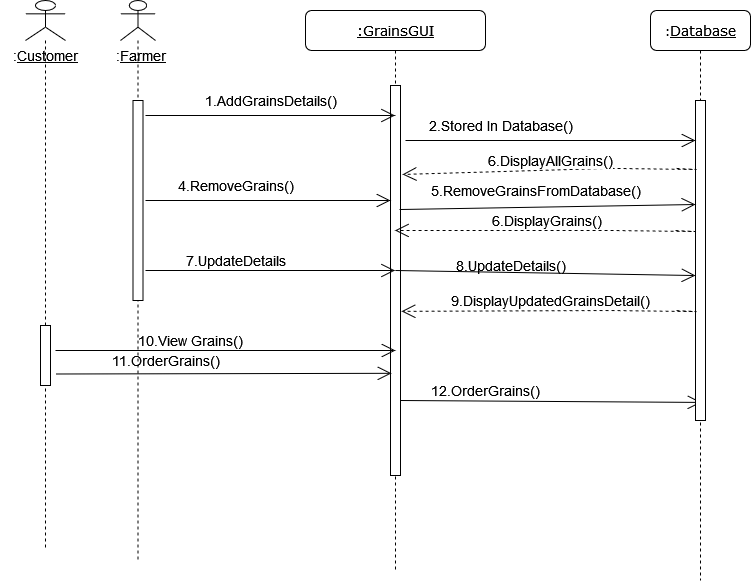 :Customer
:Farmer
:GrainsGUI
:Database
1.AddGrainsDetails()
2.Stored In Database()
6.DisplayAllGrains()
4.RemoveGrains()
5.RemoveGrainsFromDatabase()
6.DisplayGrains()
7.UpdateDetails
8.UpdateDetails()
9.DisplayUpdatedGrainsDetail()
10.View Grains()
11.OrderGrains()
12.OrderGrains()